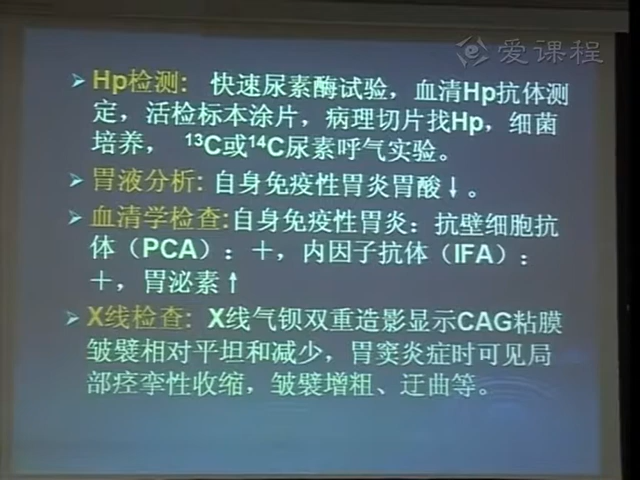 爱课程
Hp检测： 快速尿素酶试验，血清Hp抗体测
定，活检标本涂片，病理切片找Hp，细菌
培养， ¹³C或¹⁴C尿素呼气实验。
胃液分析: 自身免疫性胃炎胃酸↓。
血清学检查:自身免疫性胃炎：抗壁细胞抗
体（PCA）：＋，内因子抗体（IFA）：
＋，胃泌素↑
X线检查: X线气钡双重造影显示CAG粘膜
皱襞相对平坦和减少，胃窦炎症时可见局
部痉挛性收缩，皱襞增粗、迂曲等。